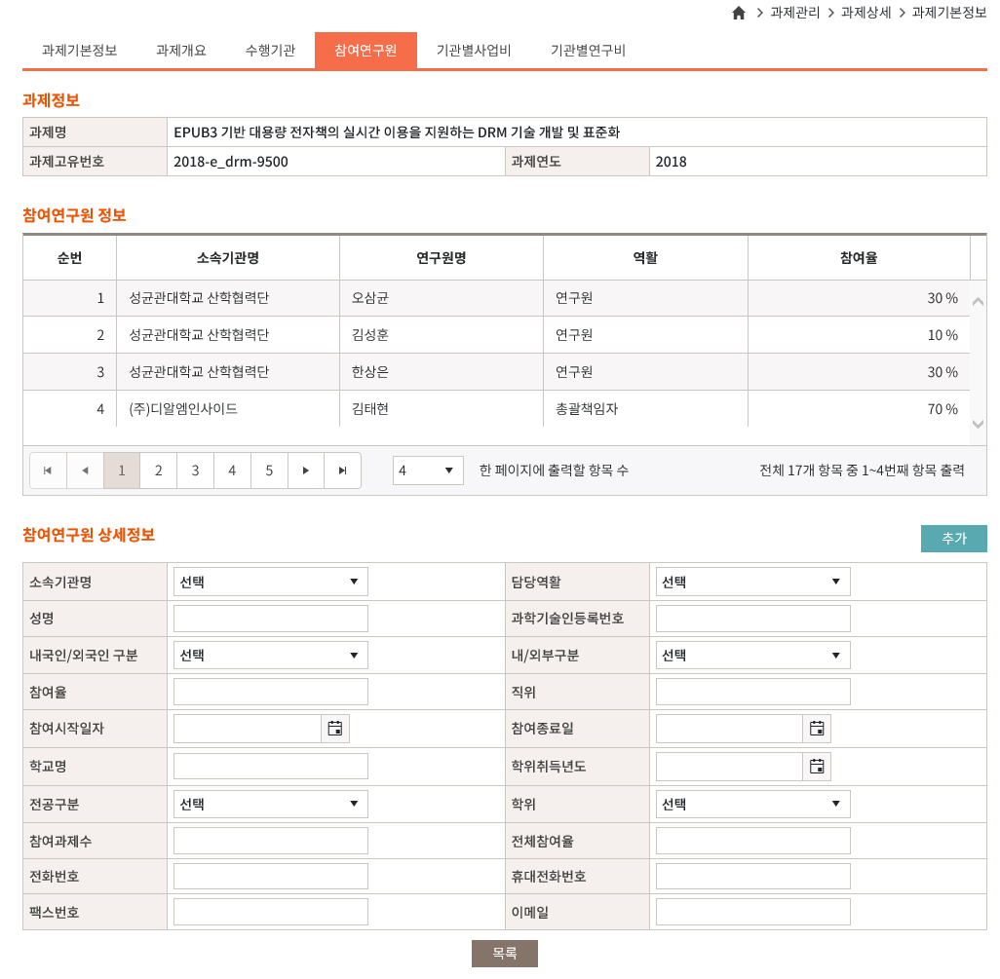 과제관리 > 과제상세 > 과제기본정보
과제기본정보 과제개요 수행기관 참여연구원 기관별사업비 기관별연구비
과제정보
과제명 EPUB3 기반 대용량 전자책의 실시간 이용을 지원하는 DRM 기술 개발 및 표준화
과제고유번호 2018-e_drm-9500 과제연도 2018
참여연구원 정보
순번 소속기관명 연구원명 역활 참여율
1 성균관대학교 산학협력단 오삼균 연구원 30 %
2 성균관대학교 산학협력단 김성훈 연구원 10 %
3 성균관대학교 산학협력단 한상은 연구원 30 %
4 (주)디알엠인사이드 김태현 총괄책임자 70 %
1 2 3 4 5 4 한 페이지에 출력할 항목 수 전체 17개 항목 중 1~4번째 항목 출력
참여연구원 상세정보 추가
소속기관명 선택 담당역활 선택
성명 과학기술인등록번호
내국인/외국인 구분 선택 내/외부구분 선택
참여율 직위
참여시작일자 참여종료일
학교명 학위취득년도
전공구분 선택 학위 선택
참여과제수 전체참여율
전화번호 휴대전화번호
팩스번호 이메일
목록